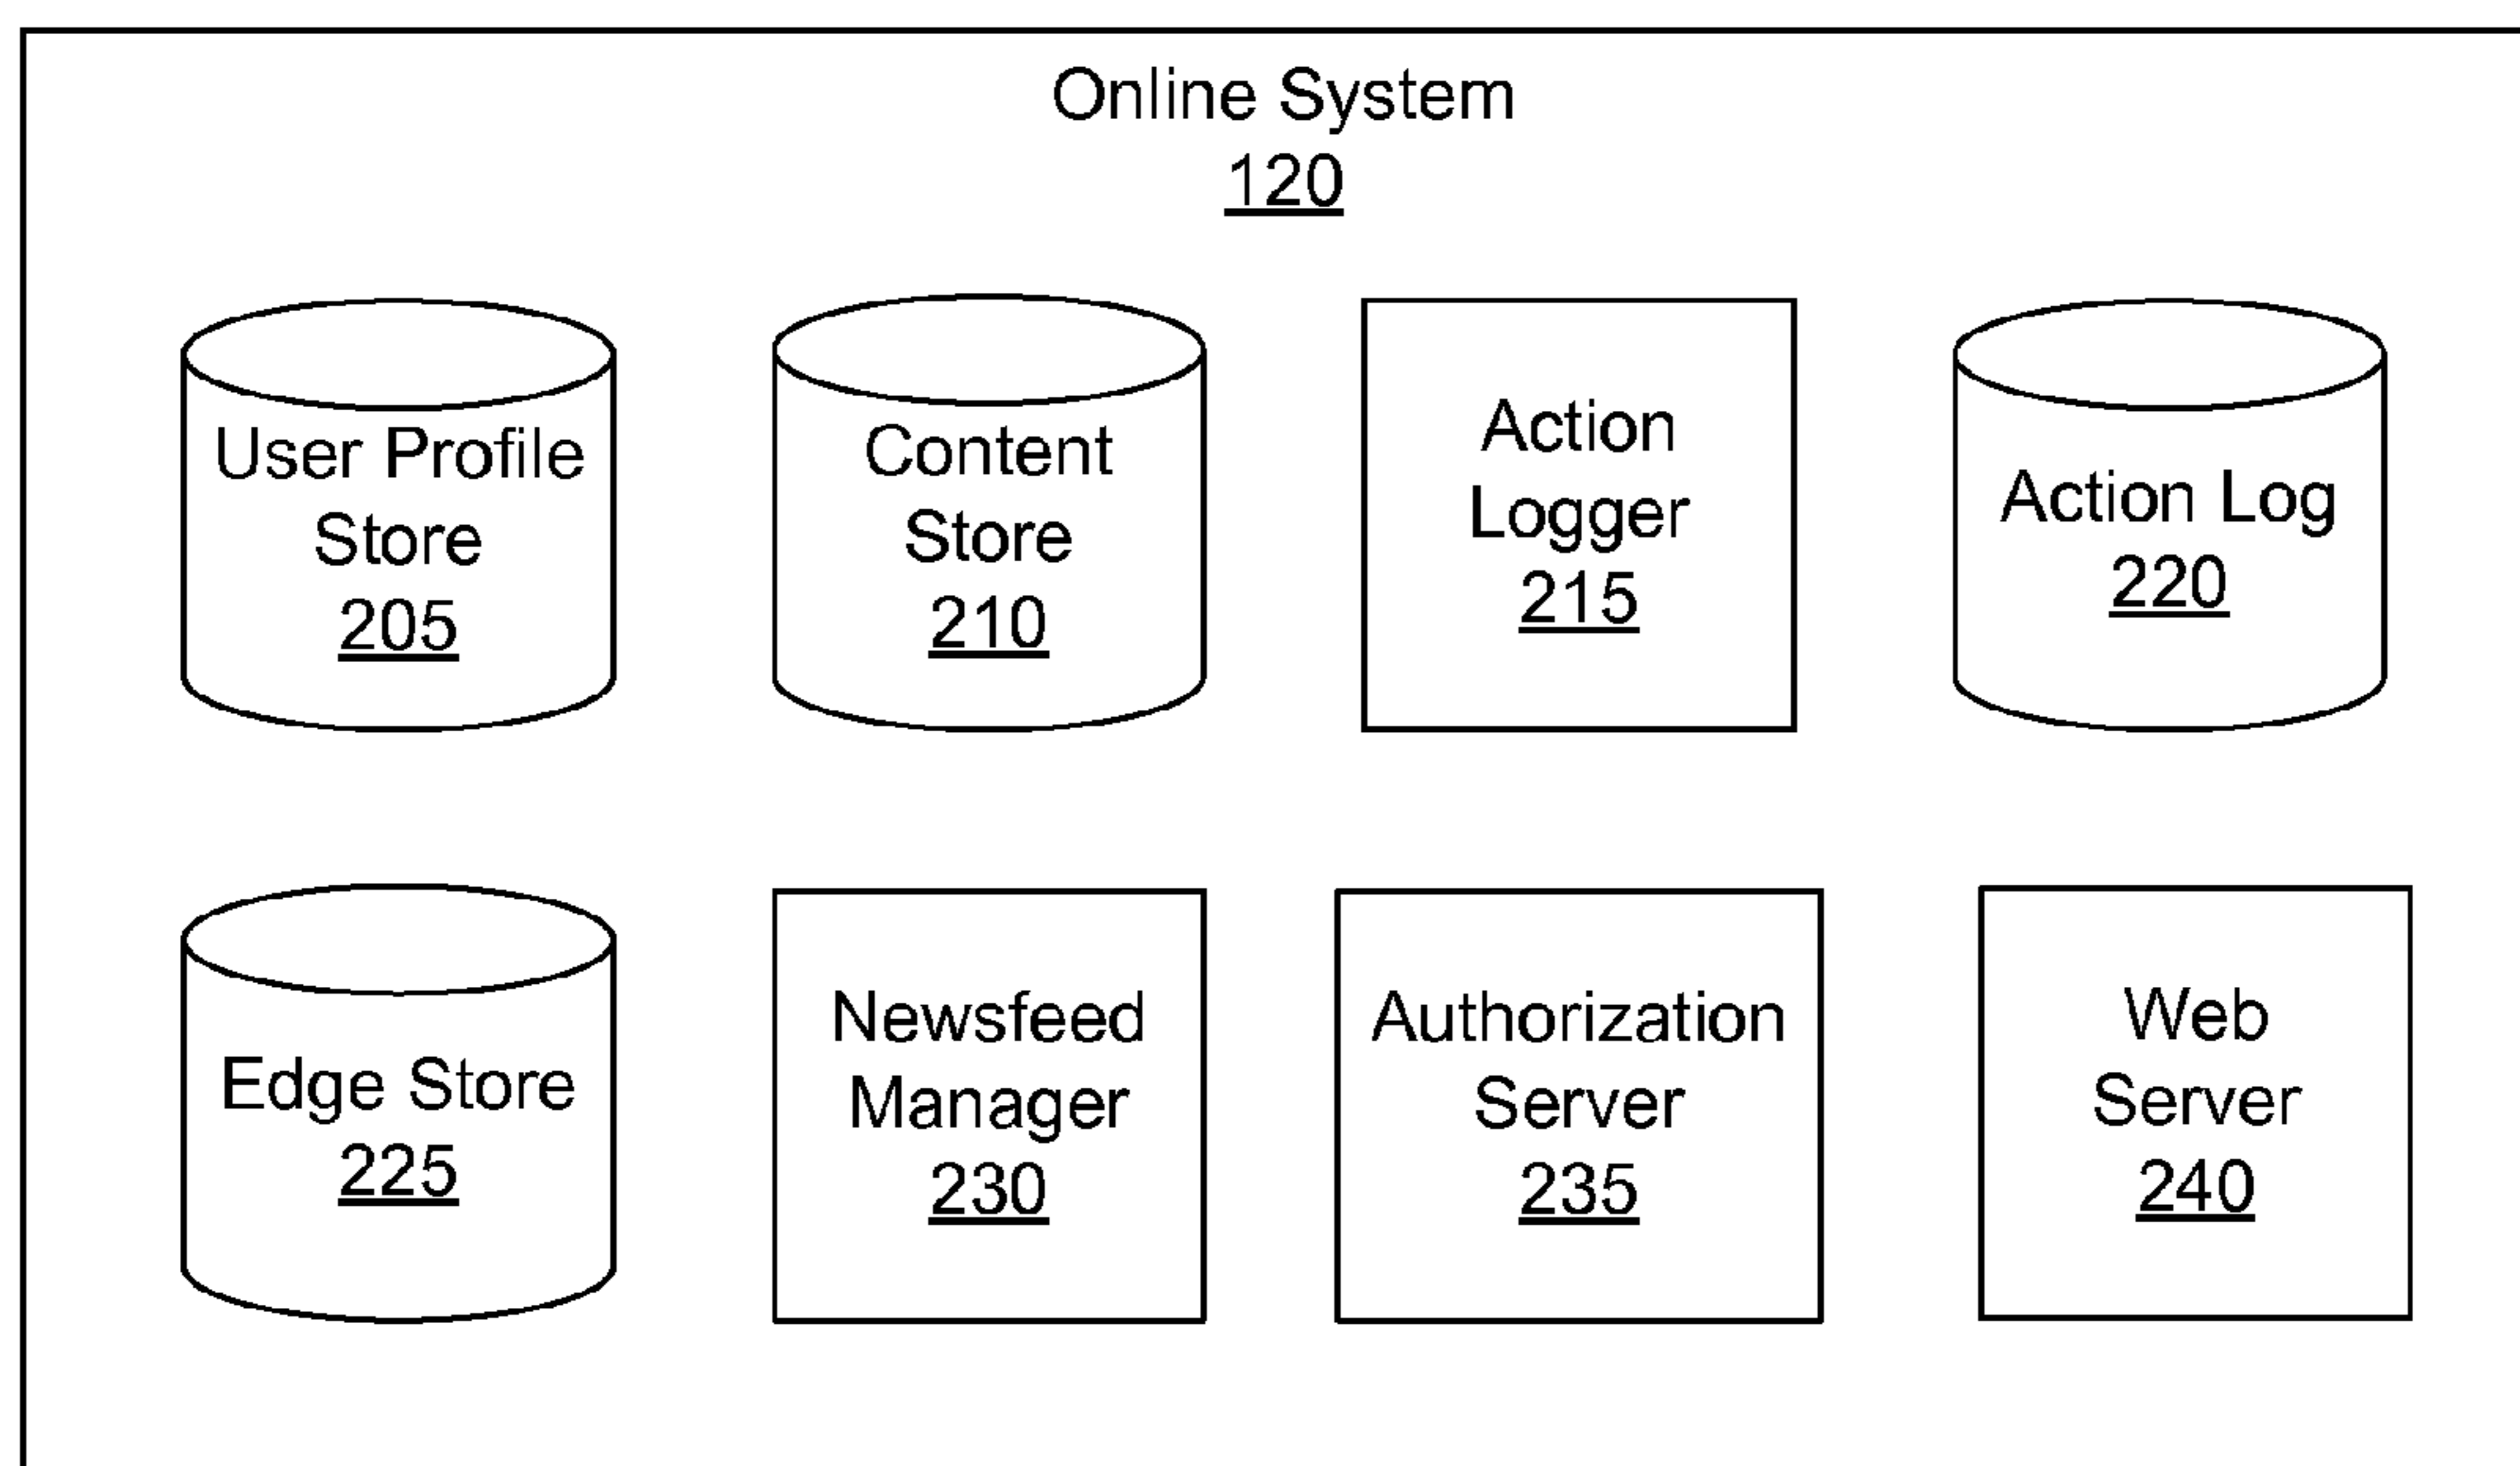 Online System
120
User Profile
Store
205
Content
Store
210
Action
Logger
215
Action Log
220
Edge Store
225
Newsfeed
Manager
230
Authorization
Server
235
Web
Server
240